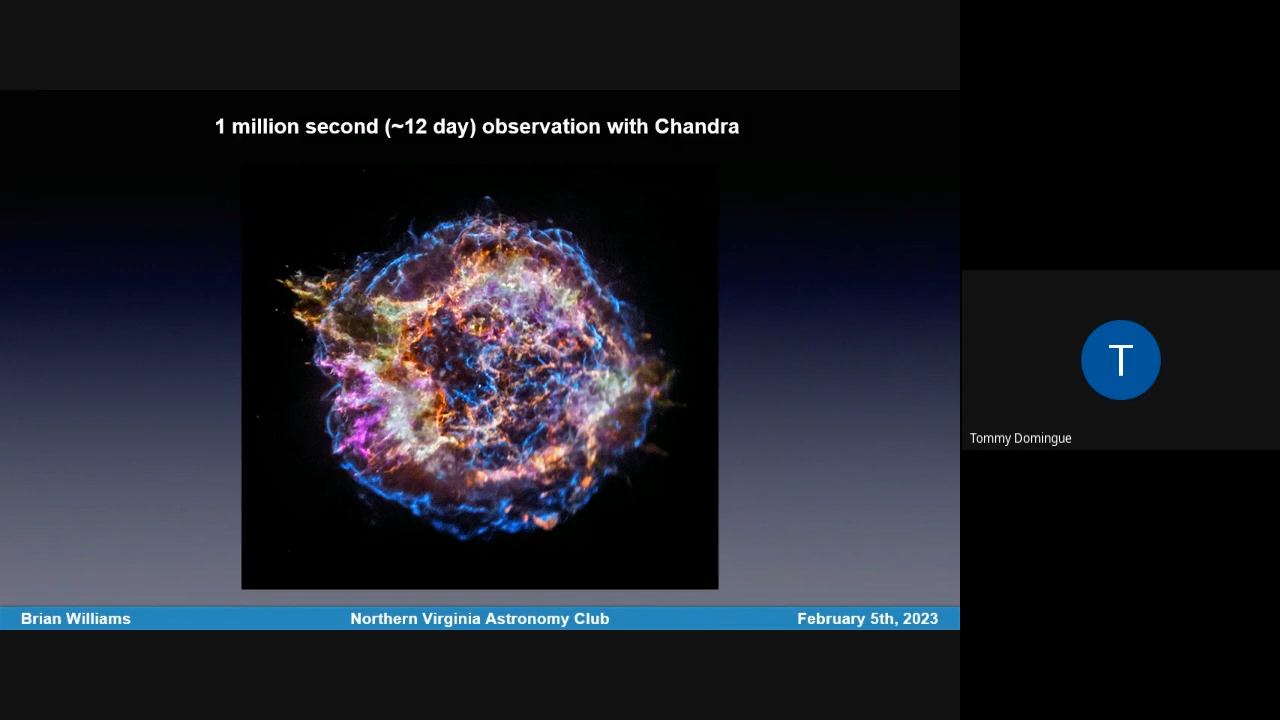 1 million second (~12 day) observation with Chandra
T
Tommy Domingue
Brian Williams
Northern Virginia Astronomy Club
February 5th, 2023